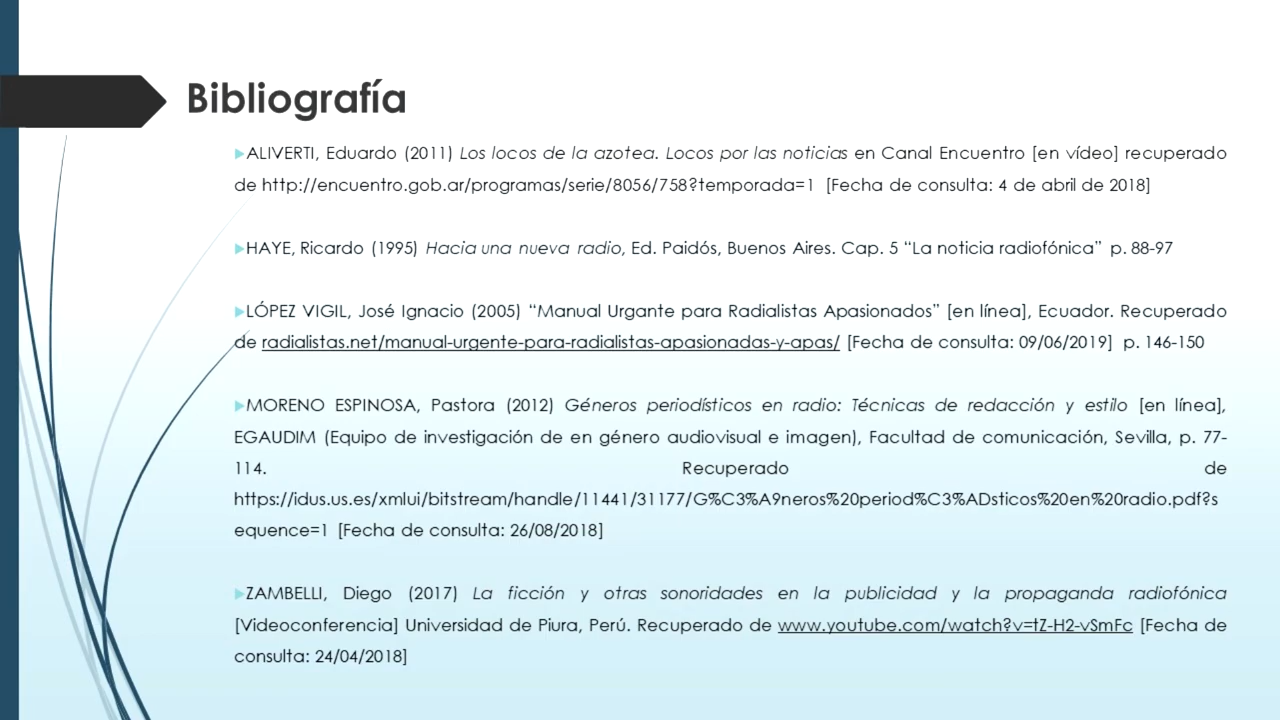 Bibliografía
ALIVERTI, Eduardo (2011) Los locos de la azotea. Locos por las noticias en Canal Encuentro [en vídeo] recuperado
de http://encuentro.gob.ar/programas/serie/8056/758?temporada=1 [Fecha de consulta: 4 de abril de 2018]
HAYE, Ricardo (1995) Hacia una nueva radio, Ed. Paidós, Buenos Aires. Cap. 5 “La noticia radiofónica” p. 88-97
LÓPEZ VIGIL, José Ignacio (2005) “Manual Urgante para Radialistas Apasionados” [en línea], Ecuador. Recuperado
de radialistas.net/manual-urgente-para-radialistas-apasionadas-y-apas/ [Fecha de consulta: 09/06/2019] p. 146-150
MORENO ESPINOSA, Pastora (2012) Géneros periodísticos en radio: Técnicas de redacción y estilo [en línea],
EGAUDIM (Equipo de investigación de en género audiovisual e imagen), Facultad de comunicación, Sevilla, p. 77-
114. Recuperado de
https://idus.us.es/xmlui/bitstream/handle/11441/31177/G%C3%A9neros%20period%C3%ADsticos%20en%20radio.pdf?s
equence=1 [Fecha de consulta: 26/08/2018]
ZAMBELLI, Diego (2017) La ficción y otras sonoridades en la publicidad y la propaganda radiofónica
[Videoconferencia] Universidad de Piura, Perú. Recuperado de www.youtube.com/watch?v=tZ-H2-vSmFc [Fecha de
consulta: 24/04/2018]